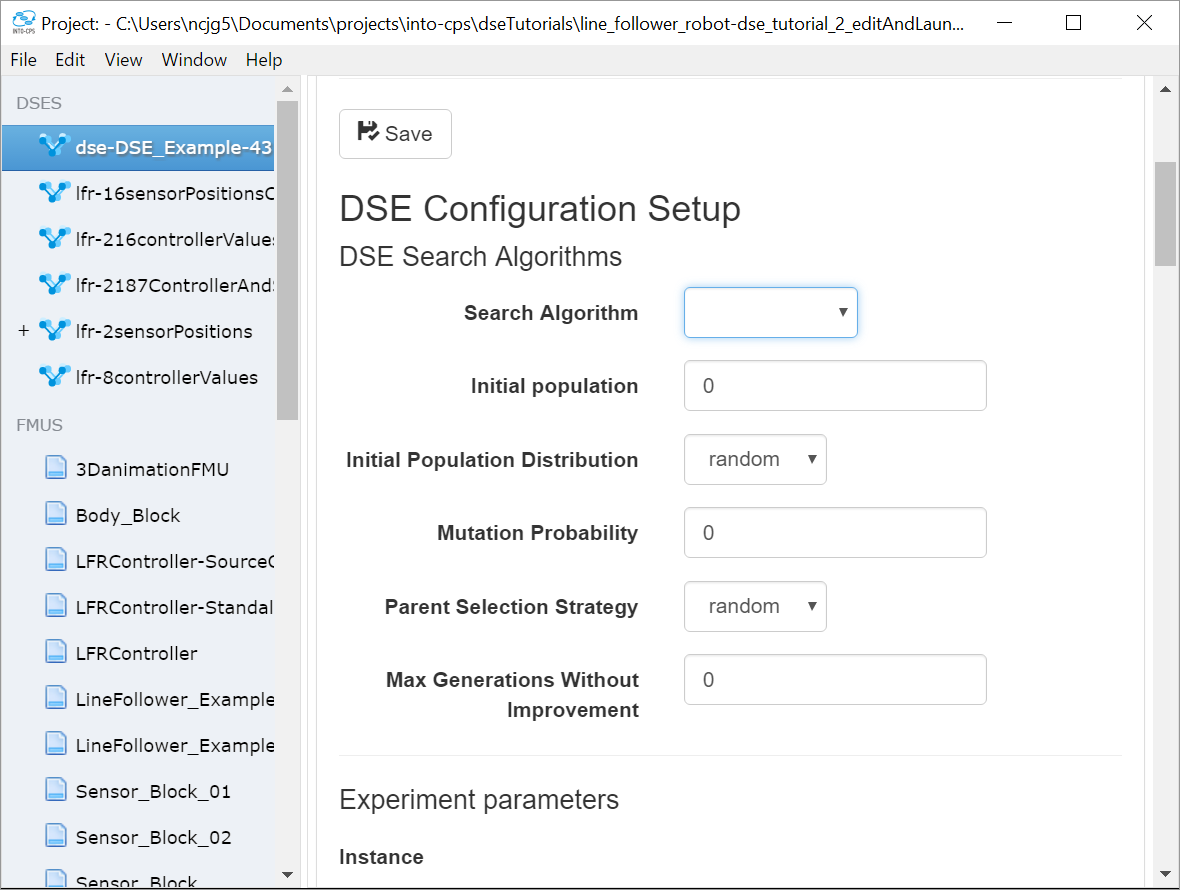 INTO-CPS
Project: - C:\Users\ncjg5\Documents\projects\into-cps\dseTutorials\line_follower_robot-dse_tutorial_2_editAndLaun...
File Edit View Window Help
DSES
dse-DSE_Example-43
lfr-16sensorPositionsC
lfr-216controllerValues
lfr-2187ControllerAndS
+ lfr-2sensorPositions
lfr-8controllerValues
FMUS
3DanimationFMU
Body_Block
LFRController-SourceC
LFRController-Standal
LFRController
LineFollower_Example
LineFollower_Example
Sensor_Block_01
Sensor_Block_02
Sensor_Block
Save
DSE Configuration Setup
DSE Search Algorithms
Search Algorithm
Initial population 0
Initial Population Distribution random
Mutation Probability 0
Parent Selection Strategy random
Max Generations Without 0
Improvement
Experiment parameters
Instance